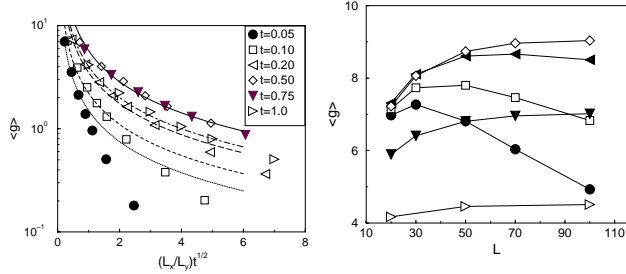 10¹
10⁰
10⁻¹
<g>
0 2 4 6 8
(Lₓ/Lᵧ)t^1/2
t=0.05
t=0.10
t=0.20
t=0.50
t=0.75
t=1.0
10
8
6
4
<g>
10 30 50 70 90 110
L